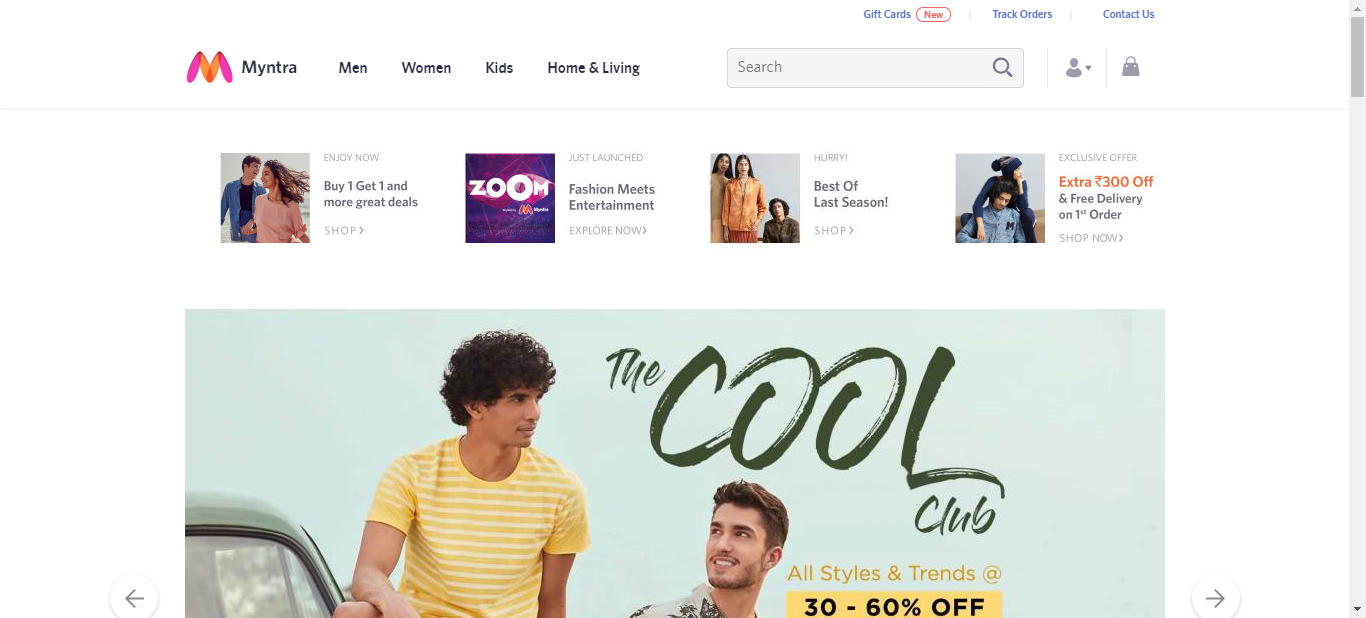 Gift Cards New Track Orders Contact Us
Myntra Men Women Kids Home & Living Search
ENJOY NOW
Buy 1 Get 1 and
more great deals
SHOP >
ZOOM
Myntra
JUST LAUNCHED
Fashion Meets
Entertainment
EXPLORE NOW>
HURRY!
Best Of
Last Season!
SHOP >
M
EXCLUSIVE OFFER
Extra ₹300 Off
& Free Delivery
on 1st Order
SHOP NOW>
The
COOL
Club
All Styles & Trends @
30 - 60% OFF